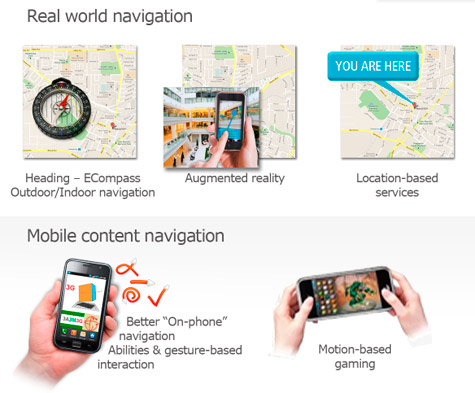 Real world navigation
YOU ARE HERE
Heading – ECompass
Outdoor/Indoor navigation
Augmented reality
Location-based
services
Mobile content navigation
3G
Better “On-phone”
navigation
Abilities & gesture-based
interaction
Motion-based
gaming